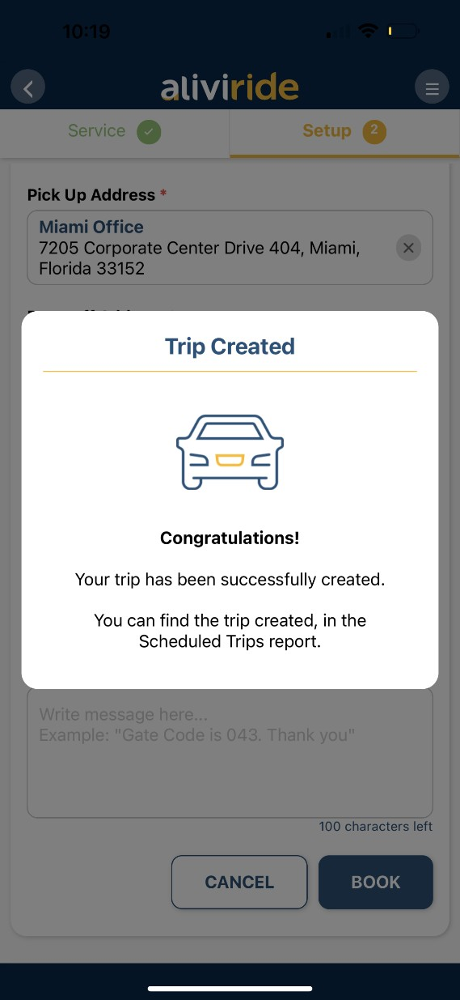 10:19
aliviride
Service
Setup 2
Pick Up Address *
Miami Office
7205 Corporate Center Drive 404, Miami,
Florida 33152
Trip Created
Congratulations!
Your trip has been successfully created.
You can find the trip created, in the
Scheduled Trips report.
Write message here...
Example: "Gate Code is 043. Thank you"
100 characters left
CANCEL
BOOK